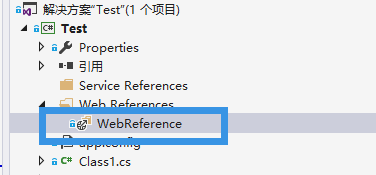 解决方案"Test"(1 个项目)
Test
Properties
引用
Service References
Web References
WebReference
app.config
Class1.cs